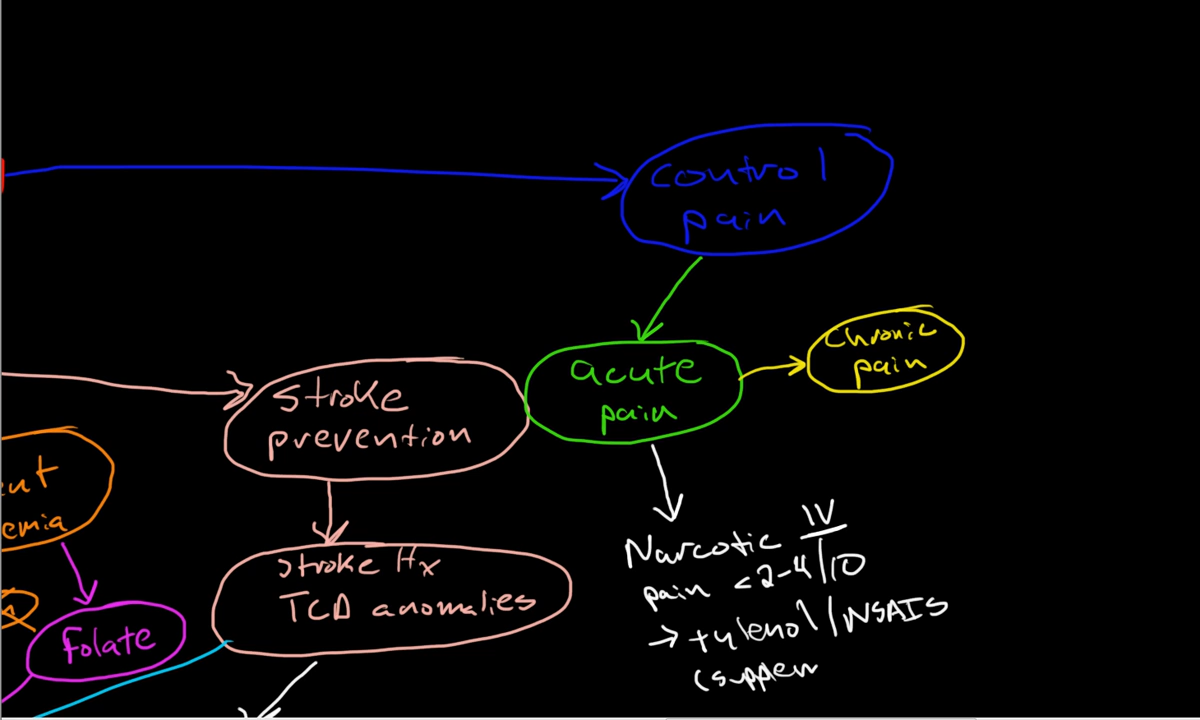 control
pain
acute
pain
chronic
pain
stroke
prevention
stroke Hx
TCD anomalies
emia
Folate
Narcotic IV
pain <2-4/10
→ tylenol/NSAIS
(supplem